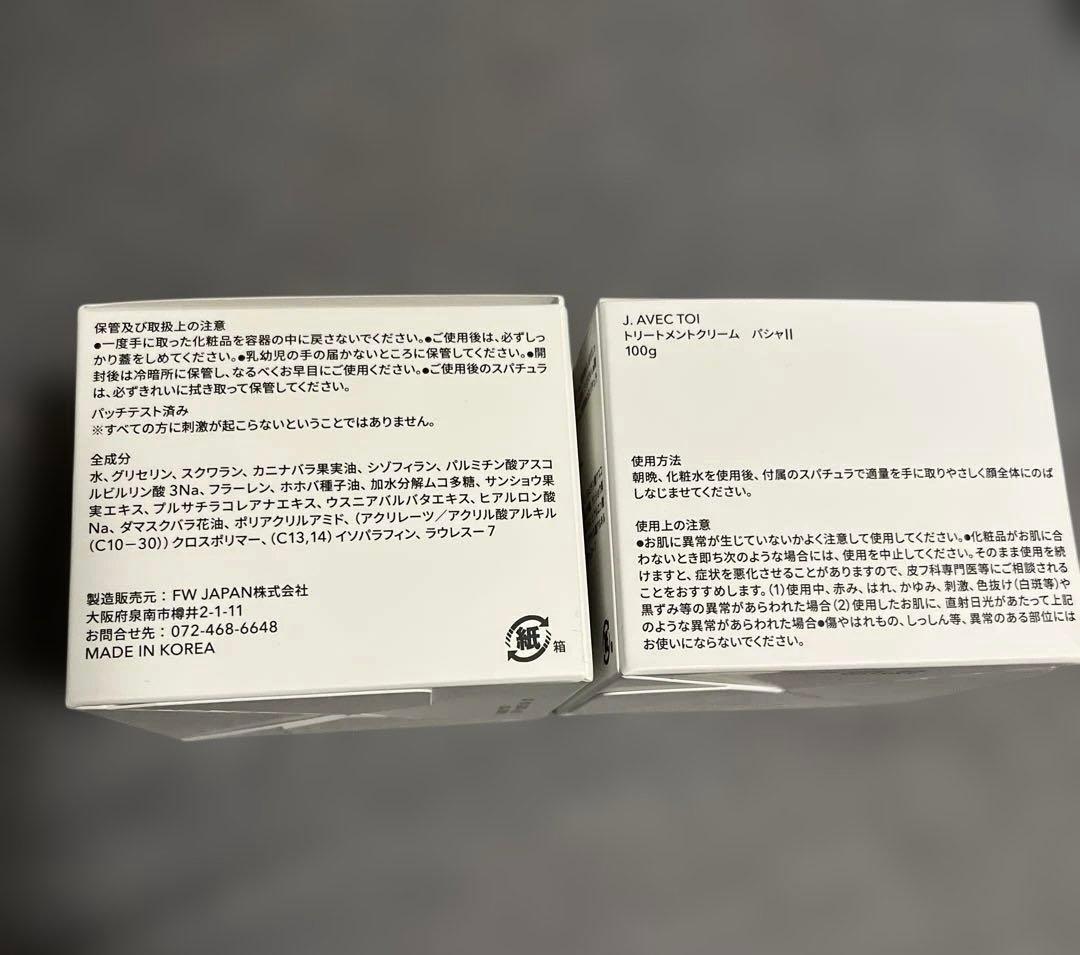 保管及び取扱上の注意
●一度手に取った化粧品を容器の中に戻さないでください。●ご使用後は、必ずしっ
かり蓋をしめてください。●乳幼児の手の届かないところに保管してください。●開
封後は冷暗所に保管し、なるべくお早目にご使用ください。●ご使用後のスパチュラ
は、必ずきれいに拭き取って保管してください。
パッチテスト済み
※すべての方に刺激が起こらないということではありません。
全成分
水、グリセリン、スクワラン、カニナバラ果実油、シゾフィラン、パルミチン酸アスコ
ルビルリン酸 3Na、フラーレン、ホホバ種子油、加水分解ムコ多糖、サンショウ果
実エキス、プルサチラコレアナエキス、ウスニアバルバタエキス、ヒアルロン酸
Na、ダマスクバラ花油、ポリアクリルアミド、（アクリレーツ／アクリル酸アルキル
（C10－30））クロスポリマー、（C13,14）イソパラフィン、ラウレス－7
製造販売元：FW JAPAN株式会社
大阪府泉南市樽井2-1-11
お問合せ先：072-468-6648
MADE IN KOREA
紙
箱
J. AVEC TOI
トリートメントクリーム　パシャII
100g
使用方法
朝晩、化粧水を使用後、付属のスパチュラで適量を手に取りやさしく顔全体にのば
しなじませてください。
使用上の注意
●お肌に異常が生じていないかよく注意して使用してください。●化粧品がお肌に合
わないとき即ち次のような場合には、使用を中止してください。そのまま使用を続
けますと、症状を悪化させることがありますので、皮フ科専門医等にご相談される
ことをおすすめします。（1）使用中、赤み、はれ、かゆみ、刺激、色抜け（白斑等）や
黒ずみ等の異常があらわれた場合（2）使用したお肌に、直射日光があたって上記
のような異常があらわれた場合●傷やはれもの、しっしん等、異常のある部位には
お使いにならないでください。